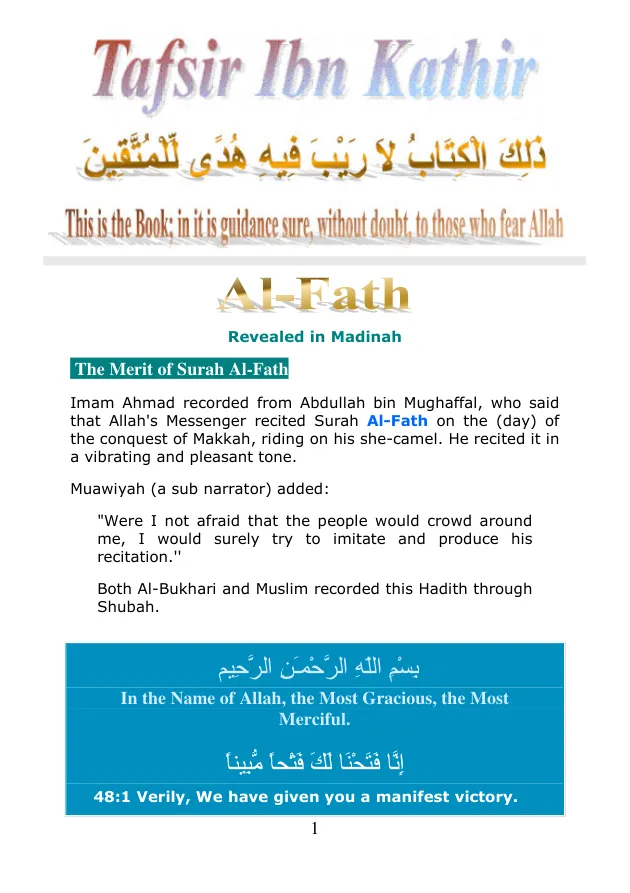 Tafsir Ibn Kathir
ذَلِكَ الْكِتَابُ لاَ رَيْبَ فِيهِ هُدًى لِّلْمُتَّقِينَ
This is the Book; in it is guidance sure, without doubt, to those who fear Allah
Al-Fath
Revealed in Madinah
The Merit of Surah Al-Fath
Imam Ahmad recorded from Abdullah bin Mughaffal, who said
that Allah's Messenger recited Surah Al-Fath on the (day) of
the conquest of Makkah, riding on his she-camel. He recited it in
a vibrating and pleasant tone.
Muawiyah (a sub narrator) added:
"Were I not afraid that the people would crowd around
me, I would surely try to imitate and produce his
recitation.''
Both Al-Bukhari and Muslim recorded this Hadith through
Shubah.
بِسْمِ اللَّهِ الرَّحْمَـنِ الرَّحِيمِ
In the Name of Allah, the Most Gracious, the Most
Merciful.
إِنَّا فَتَحْنَا لَكَ فَتْحاً مُّبِيناً
48:1 Verily, We have given you a manifest victory.
1